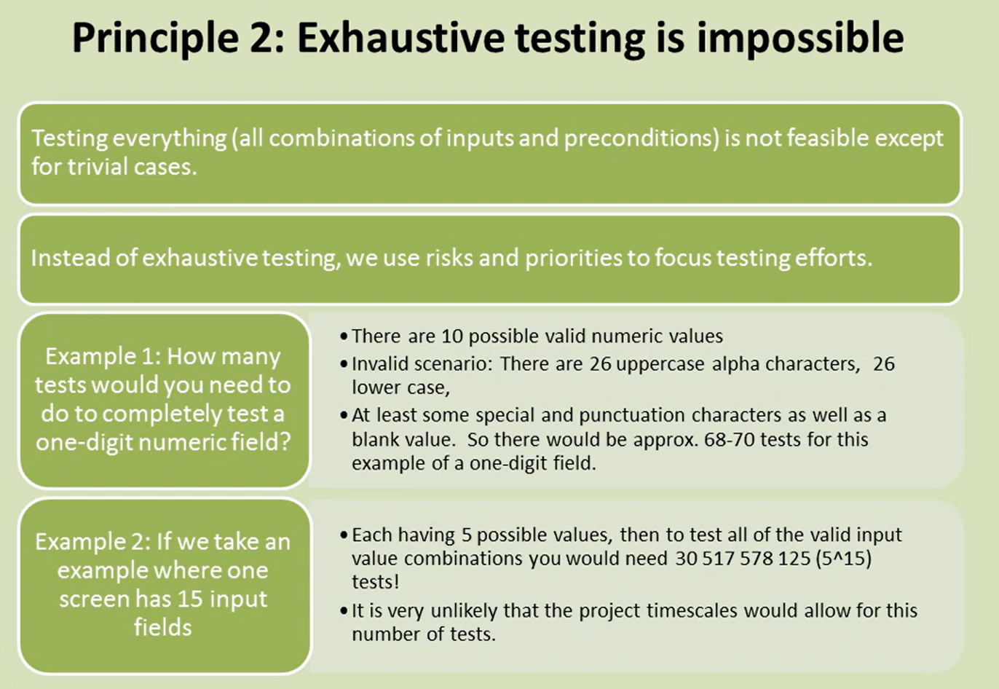 Principle 2: Exhaustive testing is impossible
Testing everything (all combinations of inputs and preconditions) is not feasible except
for trivial cases.
Instead of exhaustive testing, we use risks and priorities to focus testing efforts.
Example 1: How many
tests would you need to
do to completely test a
one-digit numeric field?
• There are 10 possible valid numeric values
• Invalid scenario: There are 26 uppercase alpha characters, 26
lower case,
• At least some special and punctuation characters as well as a
blank value. So there would be approx. 68-70 tests for this
example of a one-digit field.
Example 2: If we take an
example where one
screen has 15 input
fields
• Each having 5 possible values, then to test all of the valid input
value combinations you would need 30 517 578 125 (5^15)
tests!
• It is very unlikely that the project timescales would allow for this
number of tests.